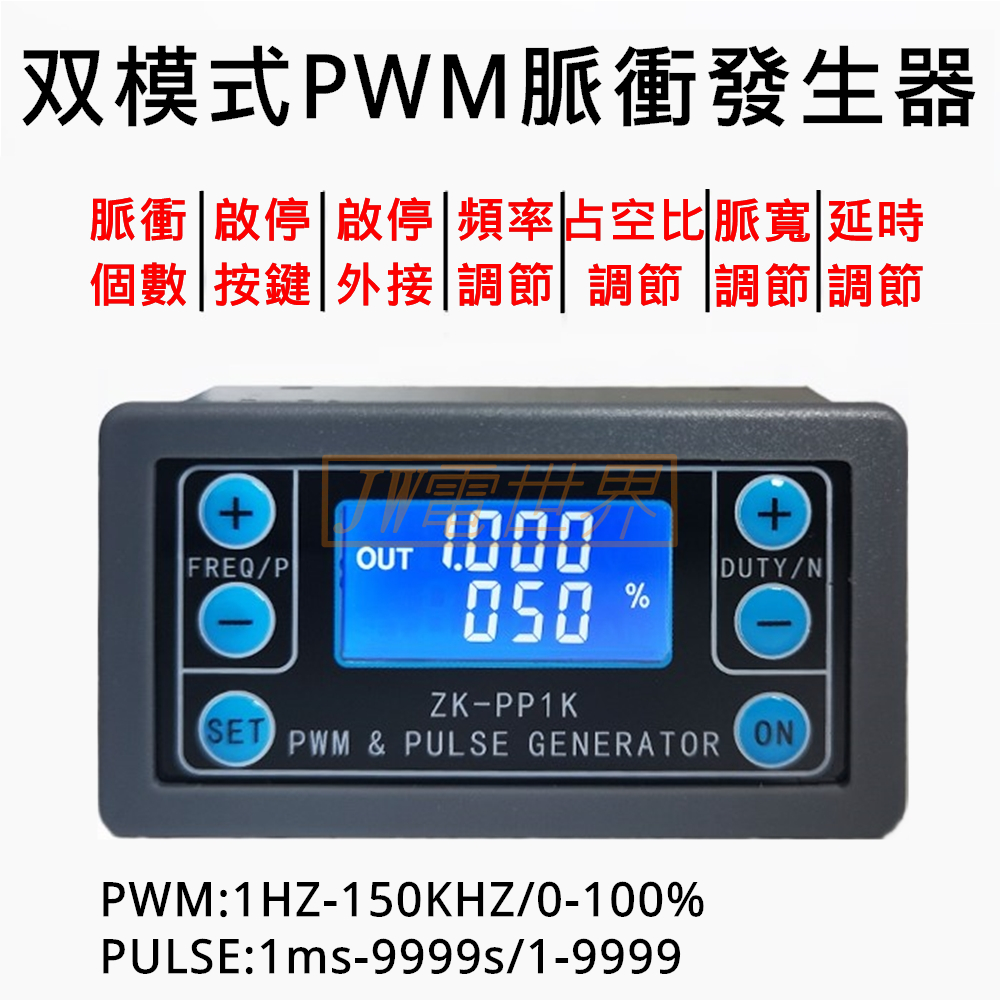 双模式PWM脈衝發生器
脈衝 啟停 啟停 頻率 占空比 脈寬 延時
個數 按鍵 外接 調節 調節 調節 調節
JW電世界
+ 1.000 +
OUT
FREQ/P DUTY/N
050 %
− −
ZK-PP1K
SET ON
PWM & PULSE GENERATOR
PWM:1HZ-150KHZ/0-100%
PULSE:1ms-9999s/1-9999